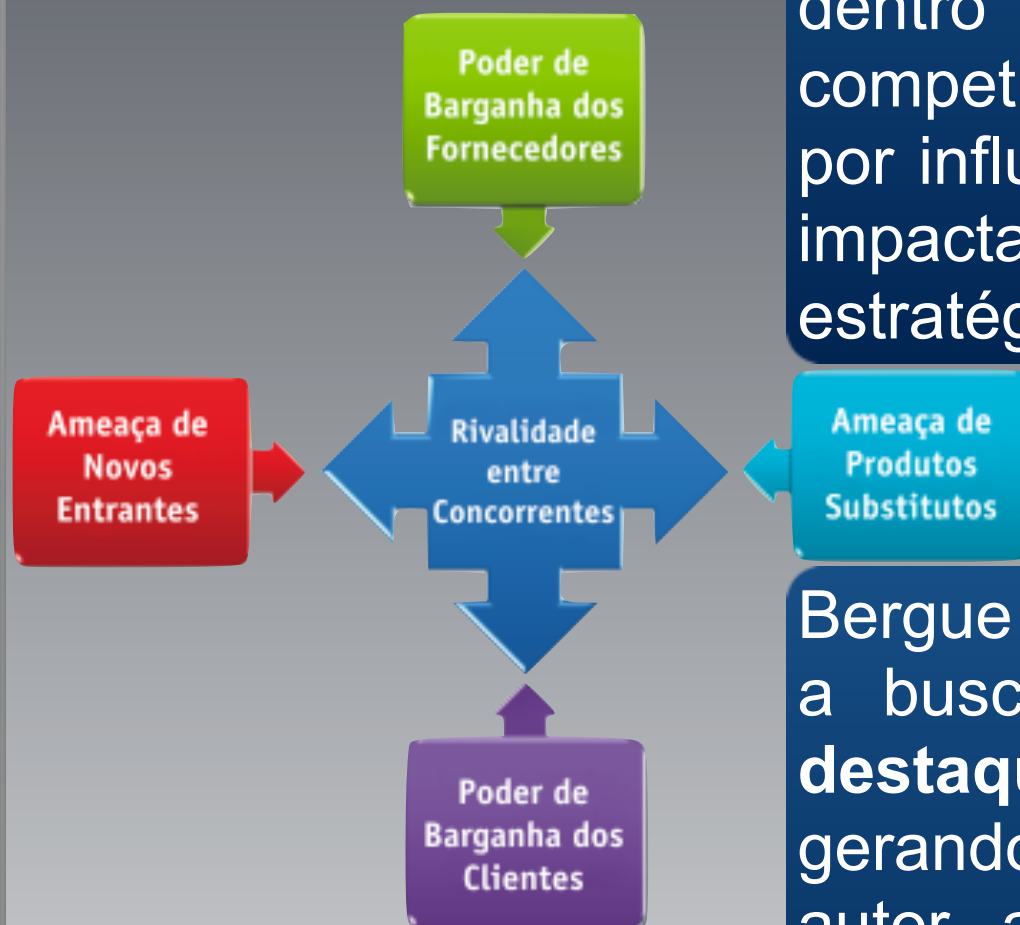 Poder de
Barganha dos
Fornecedores
Ameaça de
Novos
Entrantes
Rivalidade
entre
Concorrentes
Ameaça de
Produtos
Substitutos
Poder de
Barganha dos
Clientes
dentro
compet
por influ
impacta
estratég
Bergue
a busc
destaqu
gerando
autor a